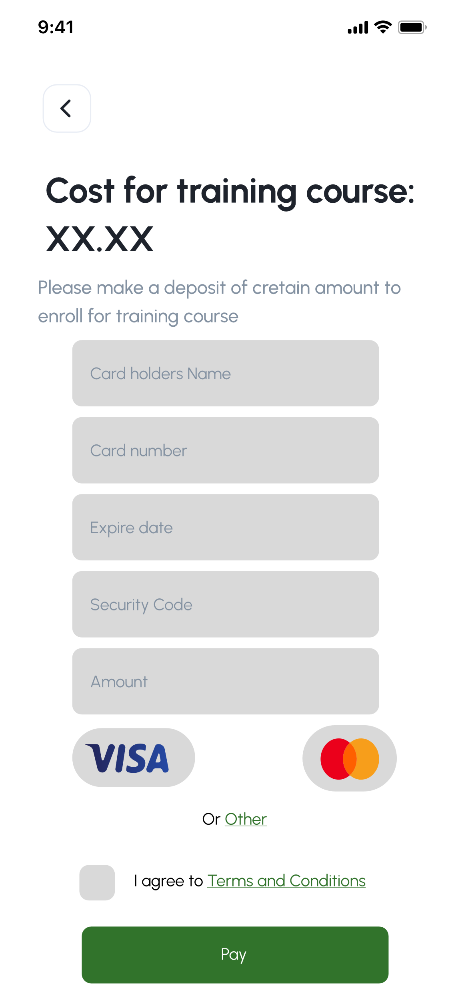 9:41
Cost for training course:
XX.XX
Please make a deposit of cretain amount to
enroll for training course
Card holders Name
Card number
Expire date
Security Code
Amount
VISA
Or Other
I agree to Terms and Conditions
Pay